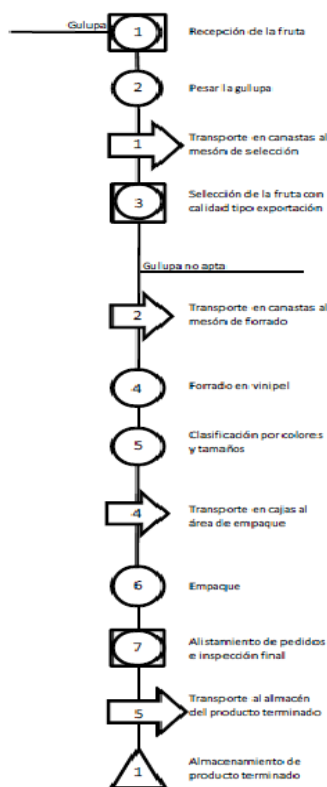 Gulupa
1
Recepción de la fruta
2
Pesar la gulupa
1
Transporte en canastas al
mesón de selección
3
Selección de la fruta con
calidad tipo exportación
Gulupa no apta
2
Transporte en canastas al
mesón de forrado
4
Forrado en vinipel
5
Clasificación por colores
y tamaños
4
Transporte en cajas al
área de empaque
6
Empaque
7
Alistamiento de pedidos
e inspección final
5
Transporte al almacén
del producto terminado
1
Almacenamiento de
producto terminado